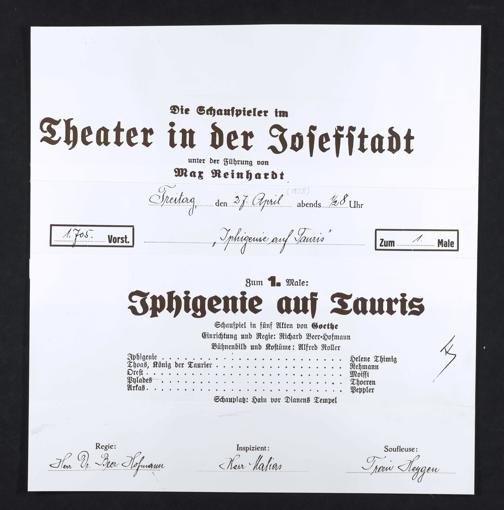 Die Schauspieler im
Theater in der Josefstadt
unter der Führung von
Max Reinhardt
Freitag, den 27 April abends ½8 Uhr
(1928)
1705. Vorst.
„Iphigenie auf Tauris“
Zum 1. Male
Zum 1. Male:
Iphigenie auf Tauris
Schauspiel in fünf Akten von Goethe
Einrichtung und Regie: Richard Beer-Hofmann
Bühnenbild und Kostüme: Alfred Roller
Iphigenie . . . . . . . . . . Helene Thimig
Thoas, König der Taurier . . . . . . . . . . Rehmann
Orest . . . . . . . . . . Moissi
Pylades . . . . . . . . . . Thoeren
Arkas . . . . . . . . . . Peppler
Schauplatz: Hain vor Dianens Tempel
Regie: Inspizient: Souffleuse:
Herr Dr. Beer Hofmann Herr Frau Heygen